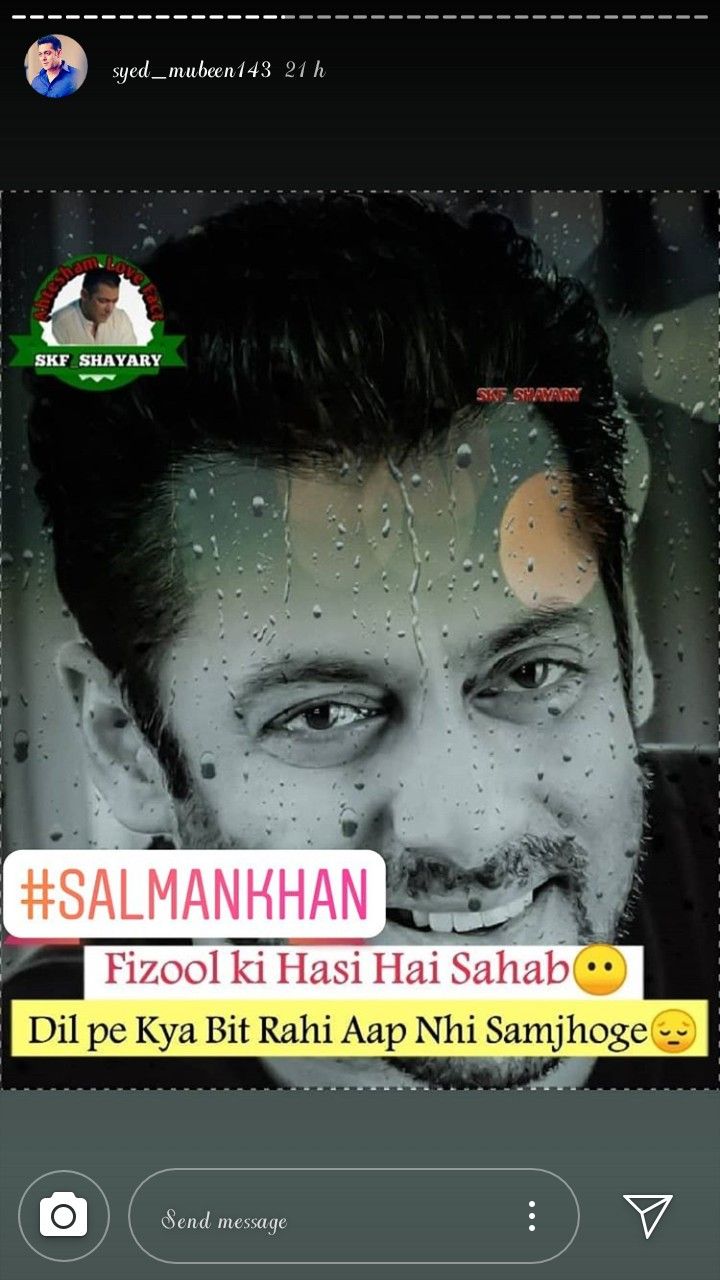 syed_mubeen143 21 h
Ahtesham Love Fact
SKF_SHAYARY
SKF_SHAYARY
#SALMANKHAN
Fizool ki Hasi Hai Sahab😶
Dil pe Kya Bit Rahi Aap Nhi Samjhoge😔
Send message